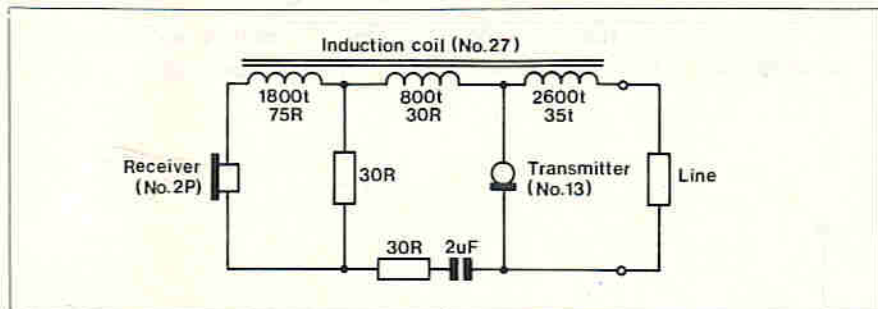 Induction coil (No.27)
1800t
75R
800t
30R
2600t
35t
Receiver
(No.2P)
30R
Transmitter
(No.13)
Line
30R
2uF